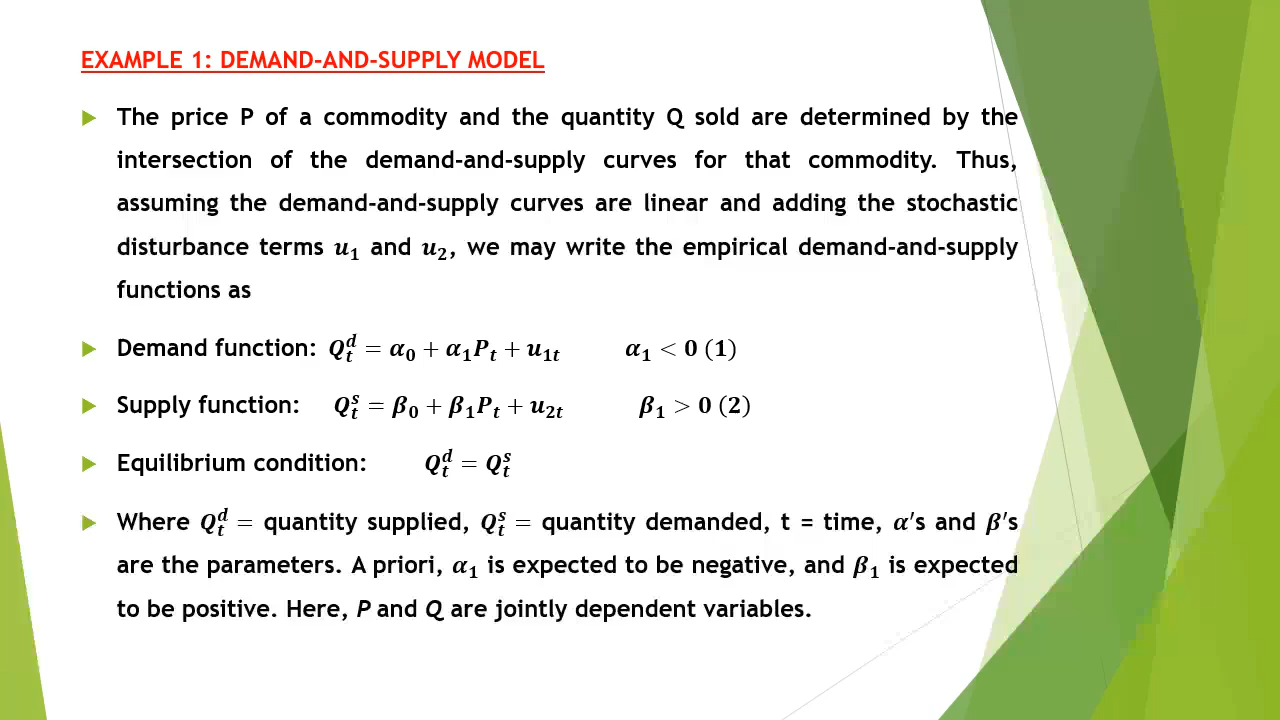 EXAMPLE 1: DEMAND-AND-SUPPLY MODEL
The price P of a commodity and the quantity Q sold are determined by the
intersection of the demand-and-supply curves for that commodity. Thus,
assuming the demand-and-supply curves are linear and adding the stochastic
disturbance terms u₁ and u₂, we may write the empirical demand-and-supply
functions as
Demand function: Qₜᵈ = α₀ + α₁Pₜ + u₁ₜ α₁ < 0 (1)
Supply function: Qₜˢ = β₀ + β₁Pₜ + u₂ₜ β₁ > 0 (2)
Equilibrium condition: Qₜᵈ = Qₜˢ
Where Qₜᵈ = quantity supplied, Qₜˢ = quantity demanded, t = time, α′s and β′s
are the parameters. A priori, α₁ is expected to be negative, and β₁ is expected
to be positive. Here, P and Q are jointly dependent variables.